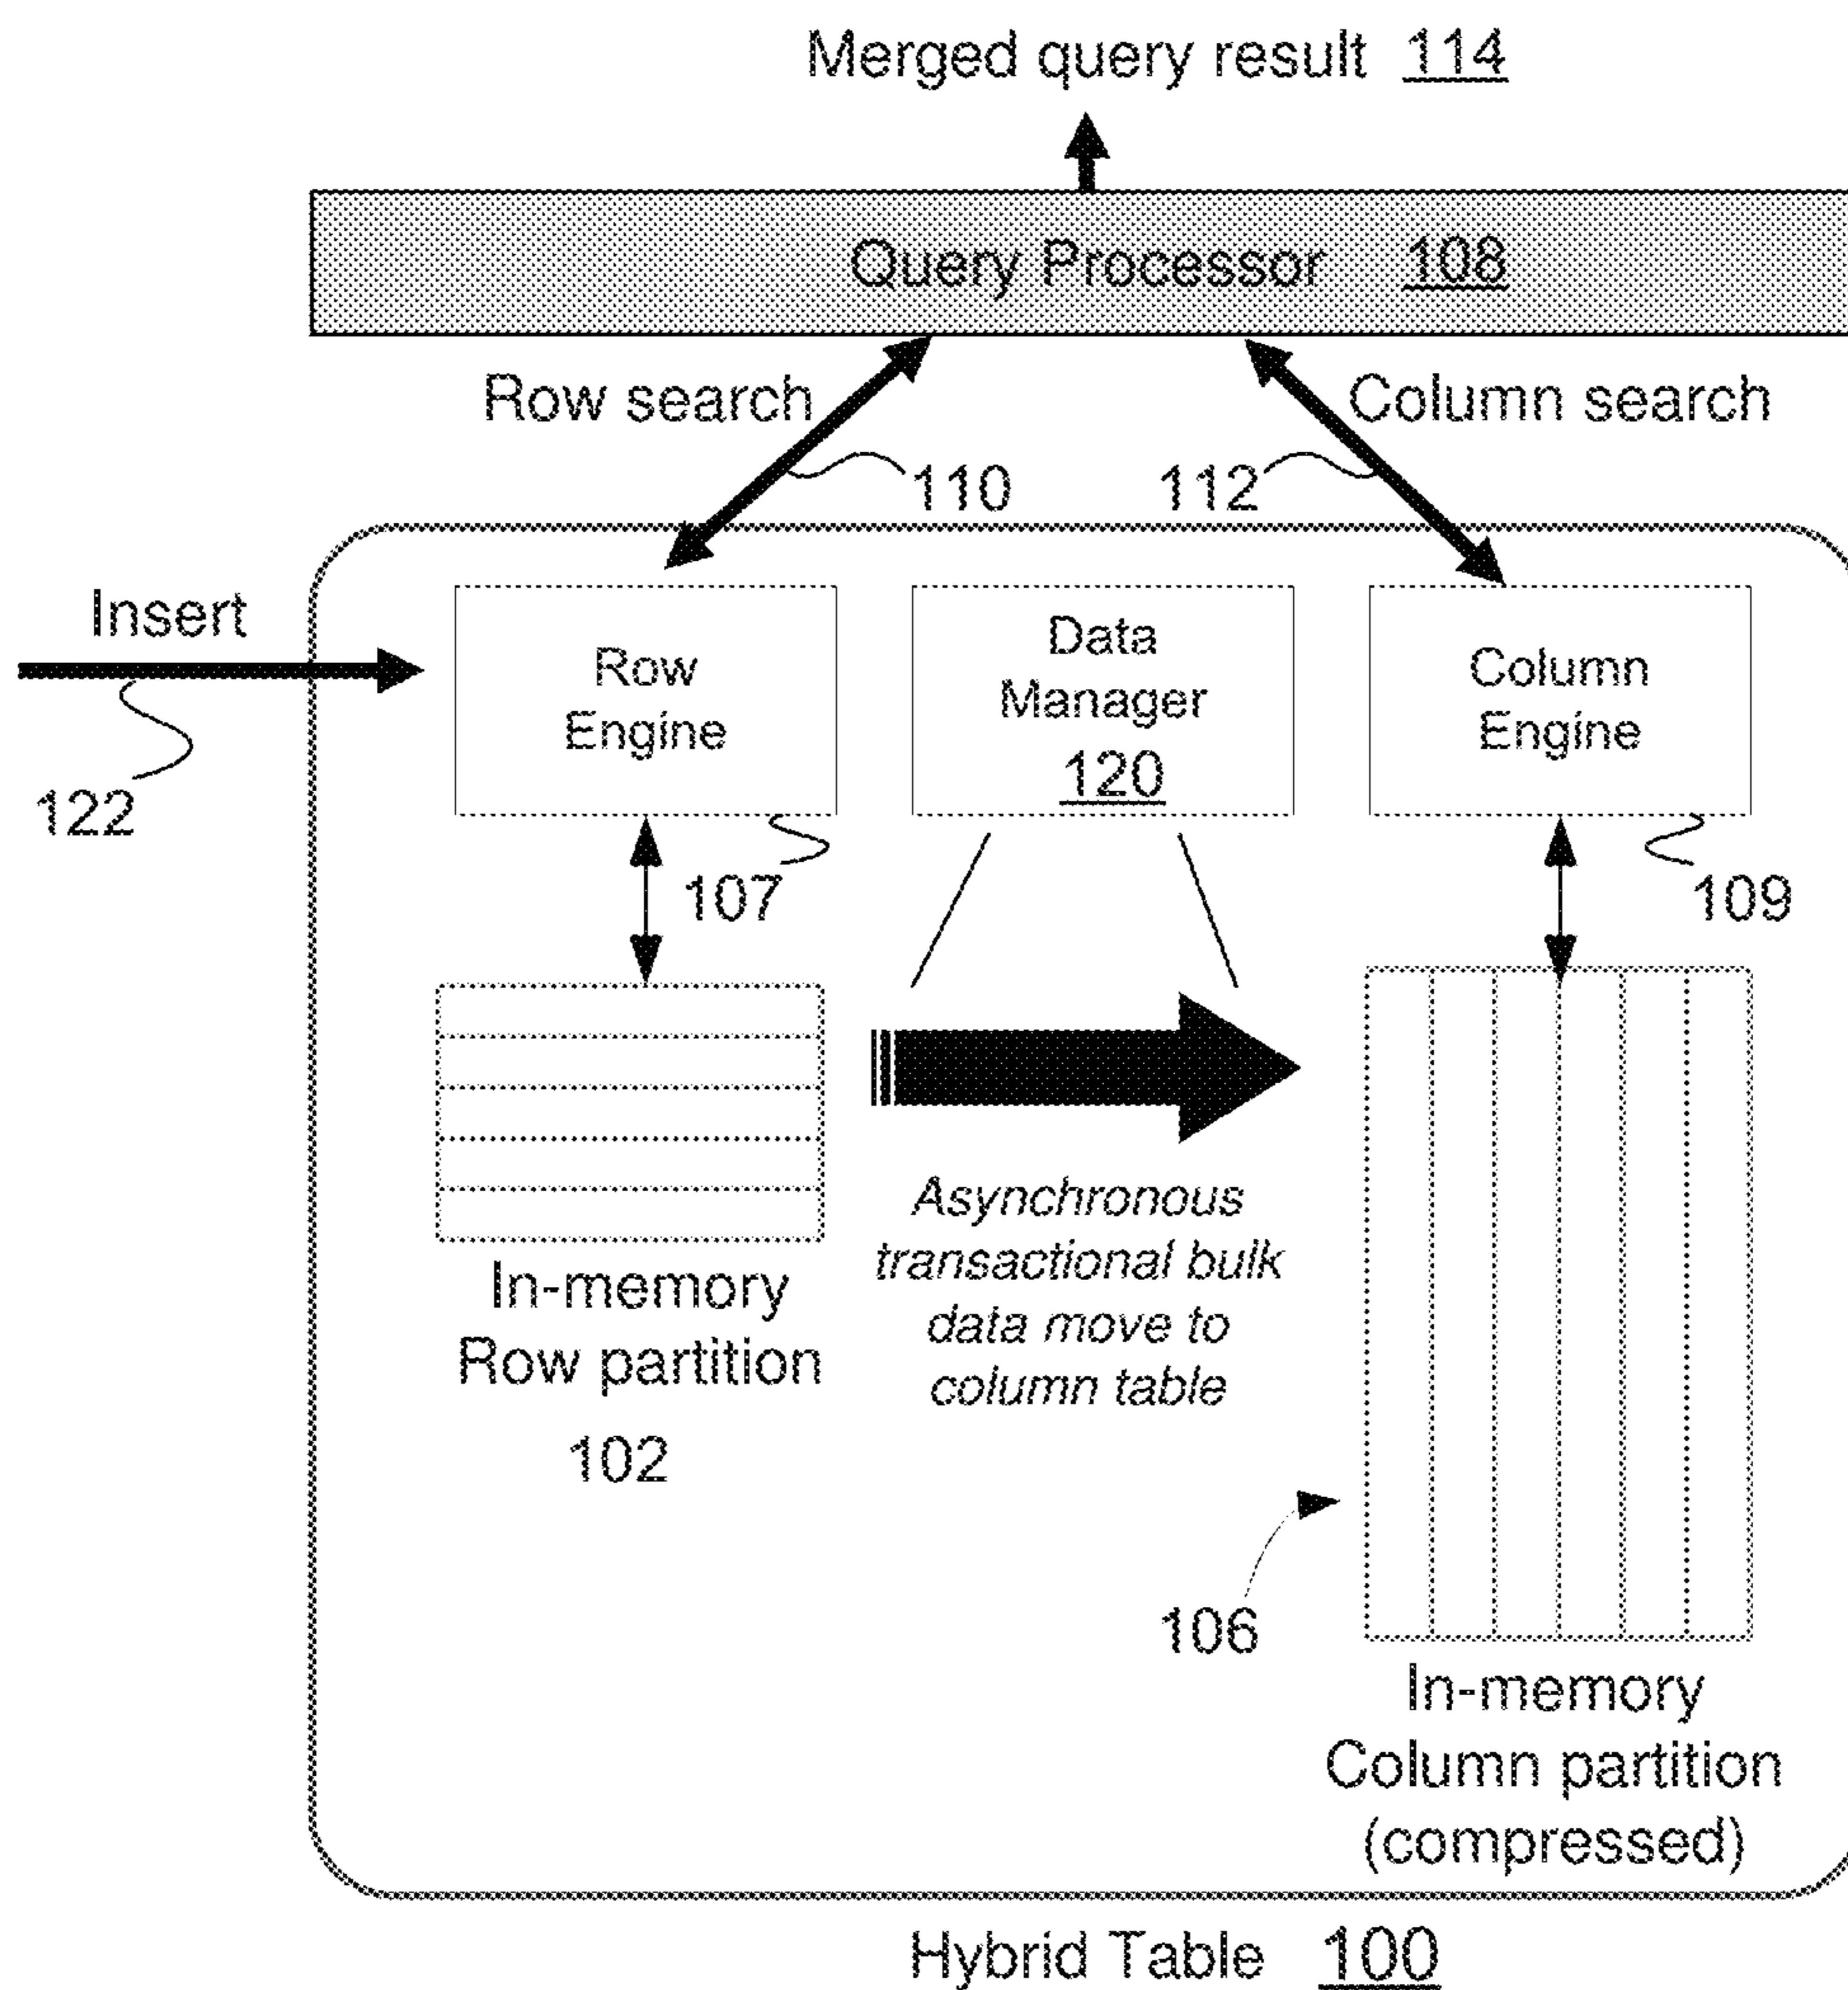 Merged query result 114
Query Processor 108
Row search
Column search
110
112
Insert
122
Row
Engine
Data
Manager
120
Column
Engine
107
109
In-memory
Row partition
102
Asynchronous
transactional bulk
data move to
column table
106
In-memory
Column partition
(compressed)
Hybrid Table 100